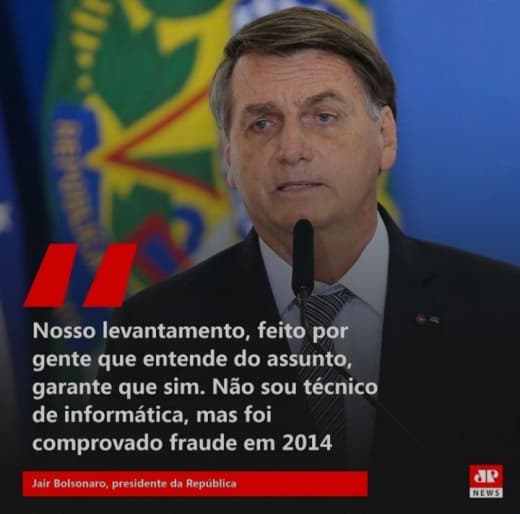 Nosso levantamento, feito por
gente que entende do assunto,
garante que sim. Não sou técnico
de informática, mas foi
comprovado fraude em 2014
Jair Bolsonaro, presidente da República
JP
NEWS